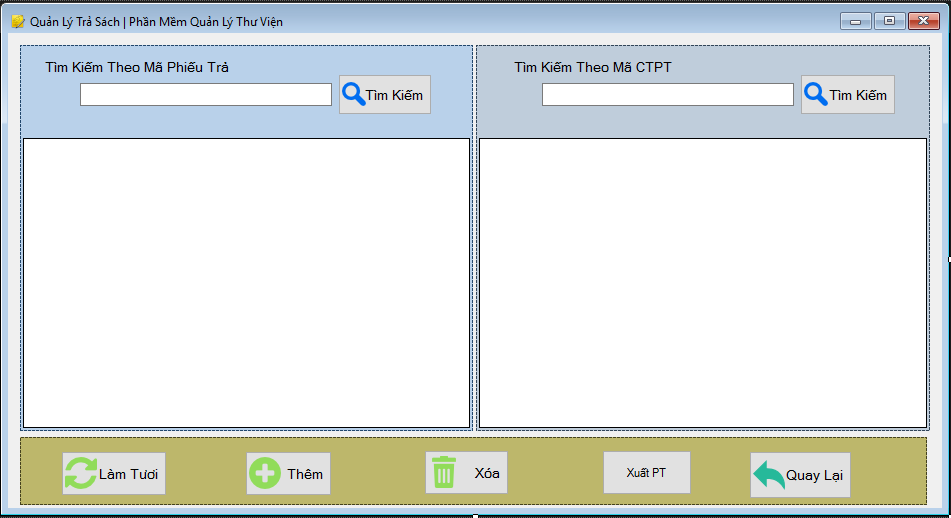 Quản Lý Trả Sách | Phần Mềm Quản Lý Thư Viện
Tìm Kiếm Theo Mã Phiếu Trả
Tìm Kiếm
Tìm Kiếm Theo Mã CTPT
Tìm Kiếm
Làm Tươi
Thêm
Xóa
Xuất PT
Quay Lại